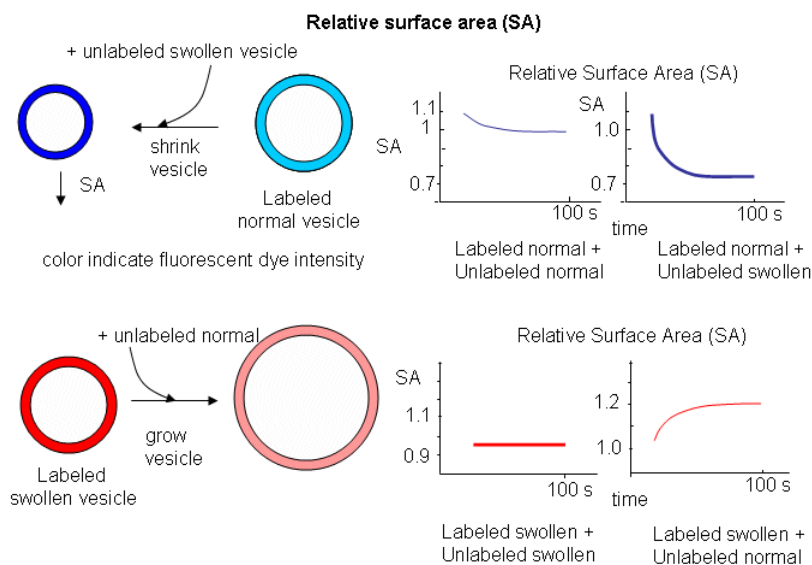 Relative surface area (SA)
+ unlabeled swollen vesicle
shrink
vesicle
SA
Labeled
normal vesicle
color indicate fluorescent dye intensity
Relative Surface Area (SA)
1.1
1
SA
0.7
100 s
Labeled normal +
Unlabeled normal
SA
1.0
0.7
100 s
time
Labeled normal +
Unlabeled swollen
+ unlabeled normal
grow
vesicle
Labeled
swollen vesicle
Relative Surface Area (SA)
SA
1.1
0.9
100 s
Labeled swollen +
Unlabeled swollen
1.2
1.0
100 s
time
Labeled swollen +
Unlabeled normal